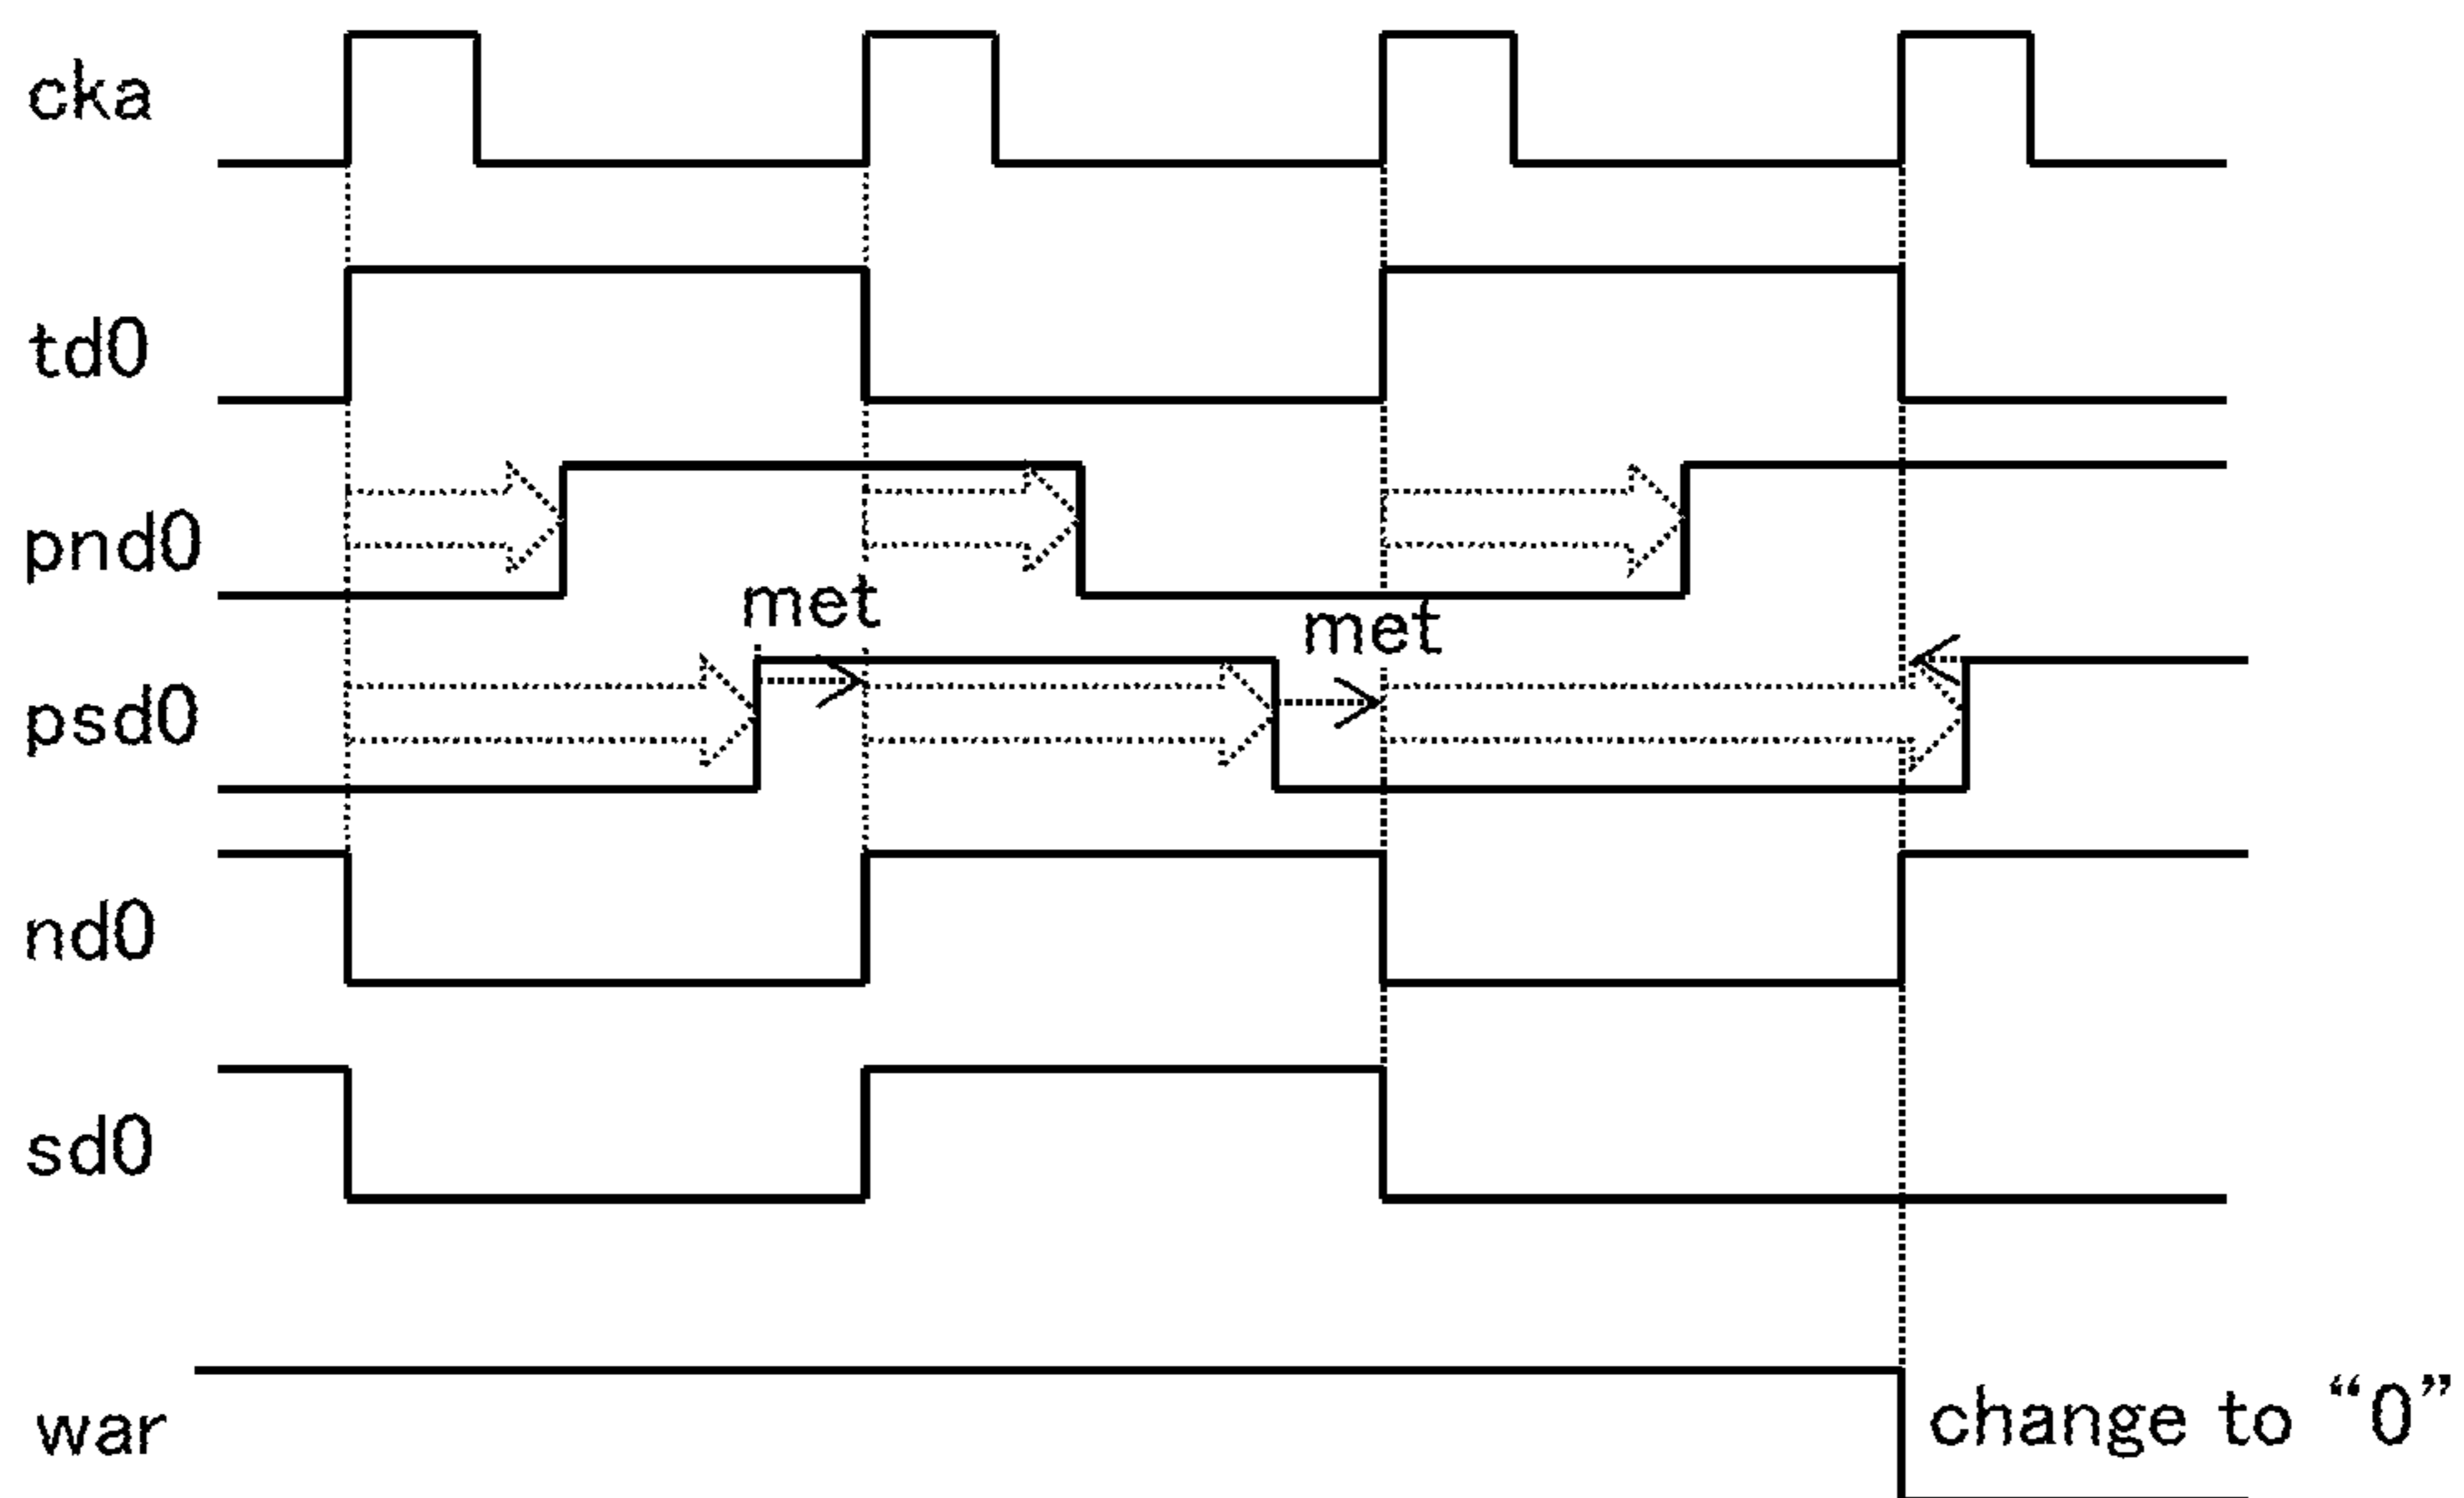 cka
td0
pnd0
met
met
psd0
nd0
sd0
war
change to “0”